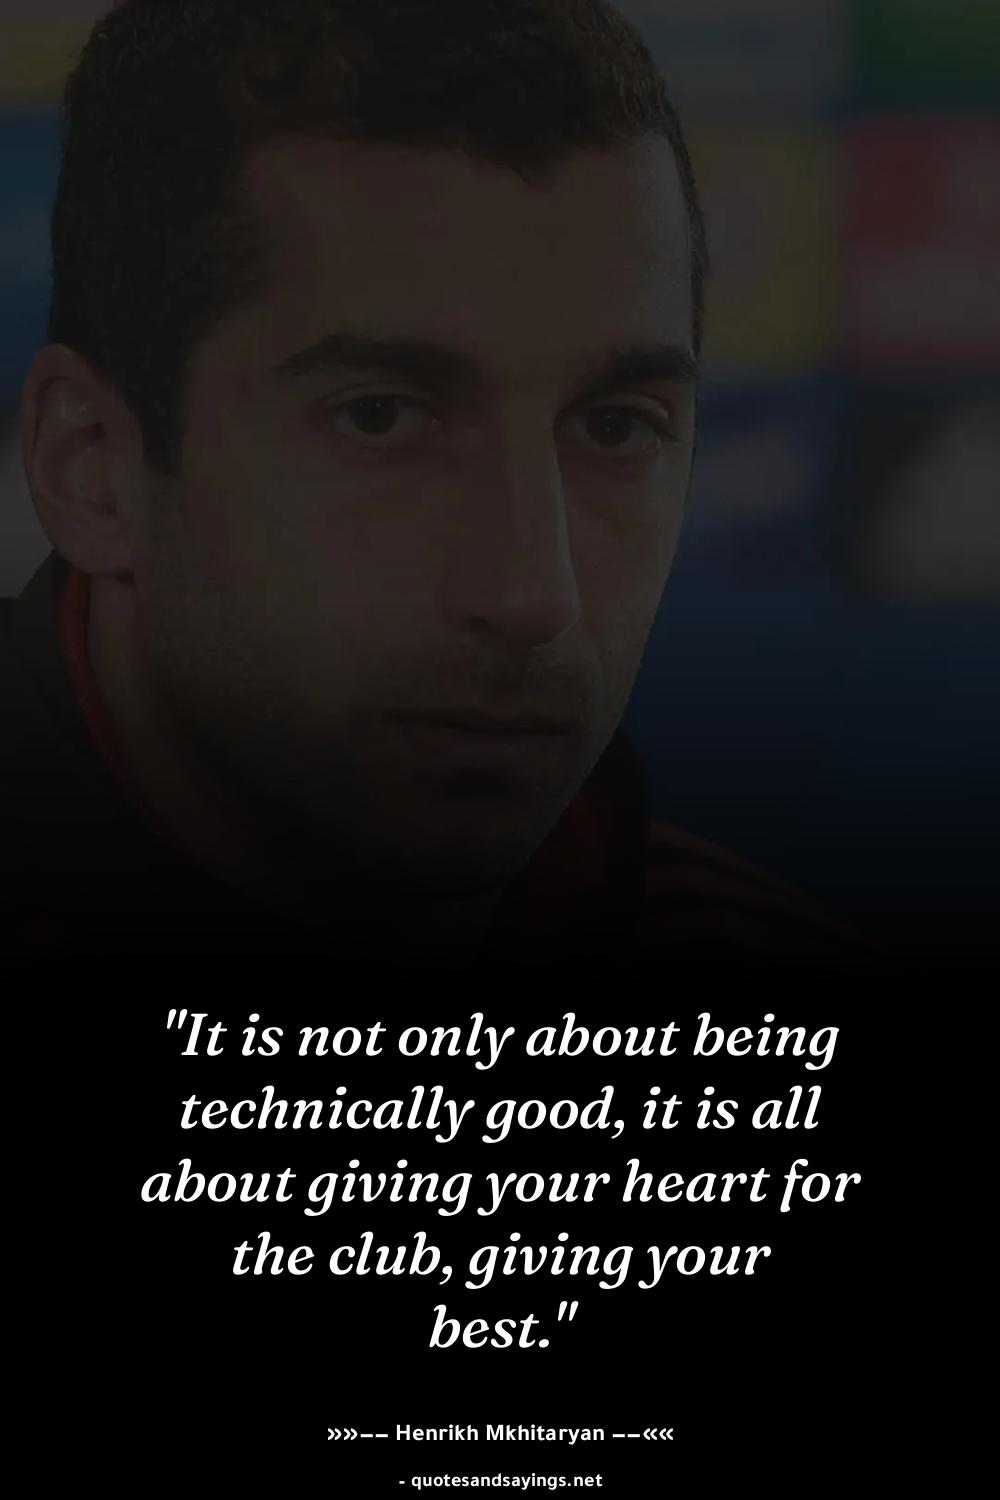 "It is not only about being
technically good, it is all
about giving your heart for
the club, giving your
best."
»»−− Henrikh Mkhitaryan −−««
- quotesandsayings.net